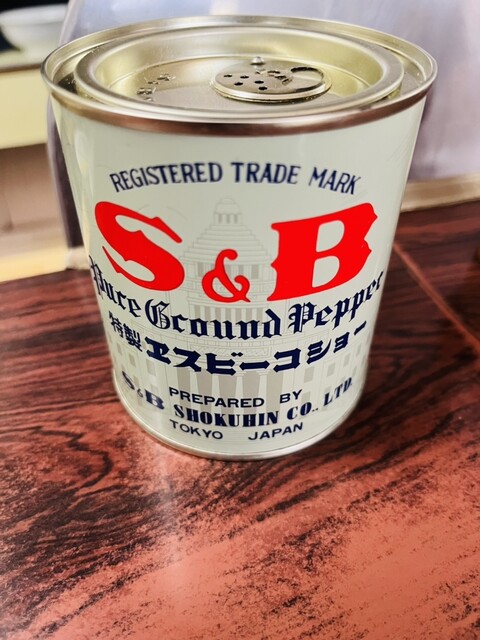 REGISTERED TRADE MARK
S&B
Pure Ground Pepper
特製 ヱスビーコショー
PREPARED BY
S&B SHOKUHIN CO., LTD.
TOKYO JAPAN